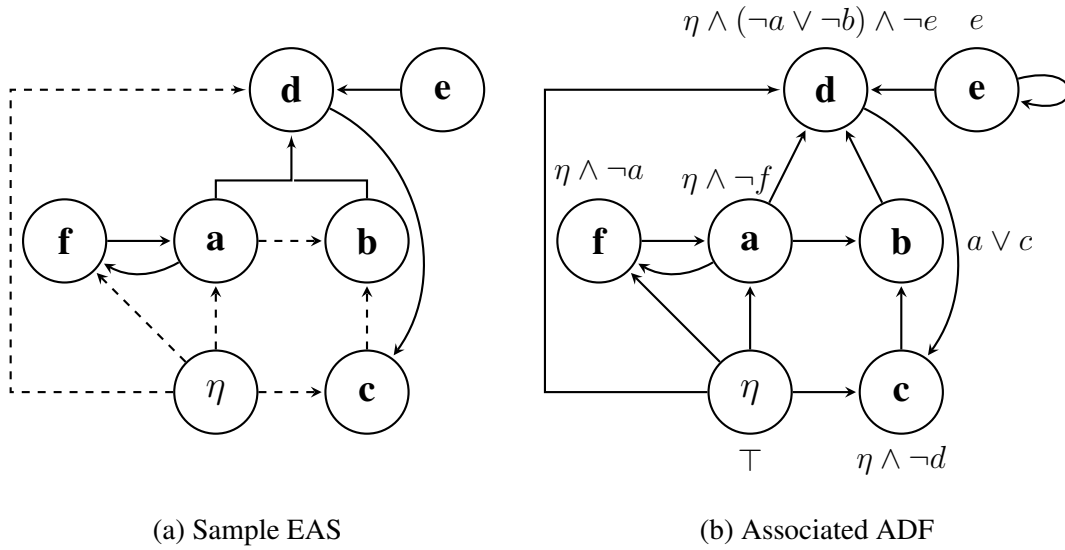 d
e
f
a
b
η
c
(a) Sample EAS
η ∧ (¬a ∨ ¬b) ∧ ¬e
e
d
e
η ∧ ¬a
η ∧ ¬f
f
a
b
a ∨ c
η
c
⊤
η ∧ ¬d
(b) Associated ADF